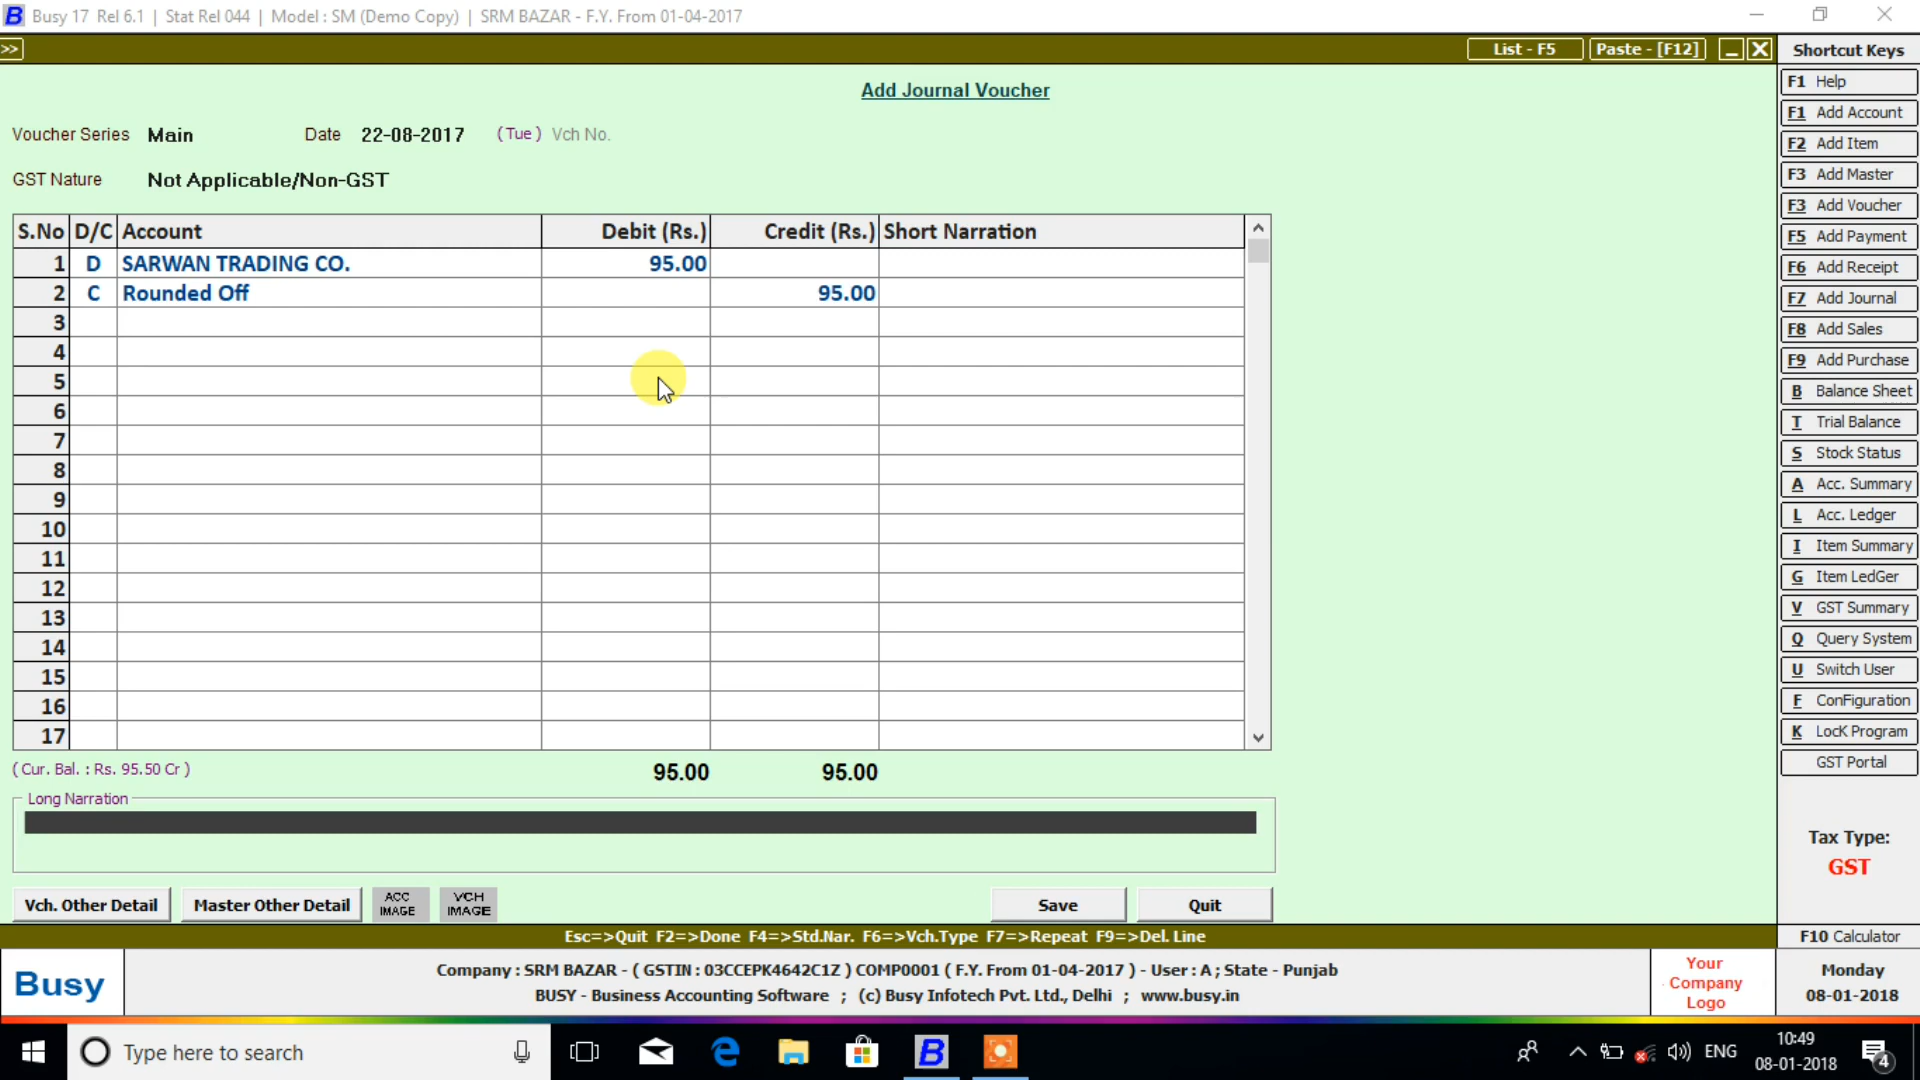 Busy 17 Rel 6.1 | Stat Rel 044 | Model : SM (Demo Copy) | SRM BAZAR - F.Y. From 01-04-2017
>>
List - F5
Paste - [F12]
Shortcut Keys
Add Journal Voucher
Voucher Series Main Date 22-08-2017 (Tue) Vch No.
GST Nature Not Applicable/Non-GST
S.No D/C Account Debit (Rs.) Credit (Rs.) Short Narration
1 D SARWAN TRADING CO. 95.00
2 C Rounded Off 95.00
3
4
5
6
7
8
9
10
11
12
13
14
15
16
17
(Cur. Bal. : Rs. 95.50 Cr) 95.00 95.00
Long Narration
Vch. Other Detail
Master Other Detail
ACC IMAGE
VCH IMAGE
Save
Quit
Esc=>Quit F2=>Done F4=>Std.Nar. F6=>Vch.Type F7=>Repeat F9=>Del. Line
F1 Help
F1 Add Account
F2 Add Item
F3 Add Master
F3 Add Voucher
F5 Add Payment
F6 Add Receipt
F7 Add Journal
F8 Add Sales
F9 Add Purchase
B Balance Sheet
T Trial Balance
S Stock Status
A Acc. Summary
L Acc. Ledger
I Item Summary
G Item LedGer
V GST Summary
Q Query System
U Switch User
F ConFiguration
K LocK Program
GST Portal
Tax Type:
GST
F10 Calculator
Busy
Company : SRM BAZAR - ( GSTIN : 03CCEPK4642C1Z ) COMP0001 ( F.Y. From 01-04-2017 ) - User : A ; State - Punjab
BUSY - Business Accounting Software ; (c) Busy Infotech Pvt. Ltd., Delhi ; www.busy.in
Your
Company
Logo
Monday
08-01-2018
Type here to search
B
ENG
10:49
08-01-2018
4